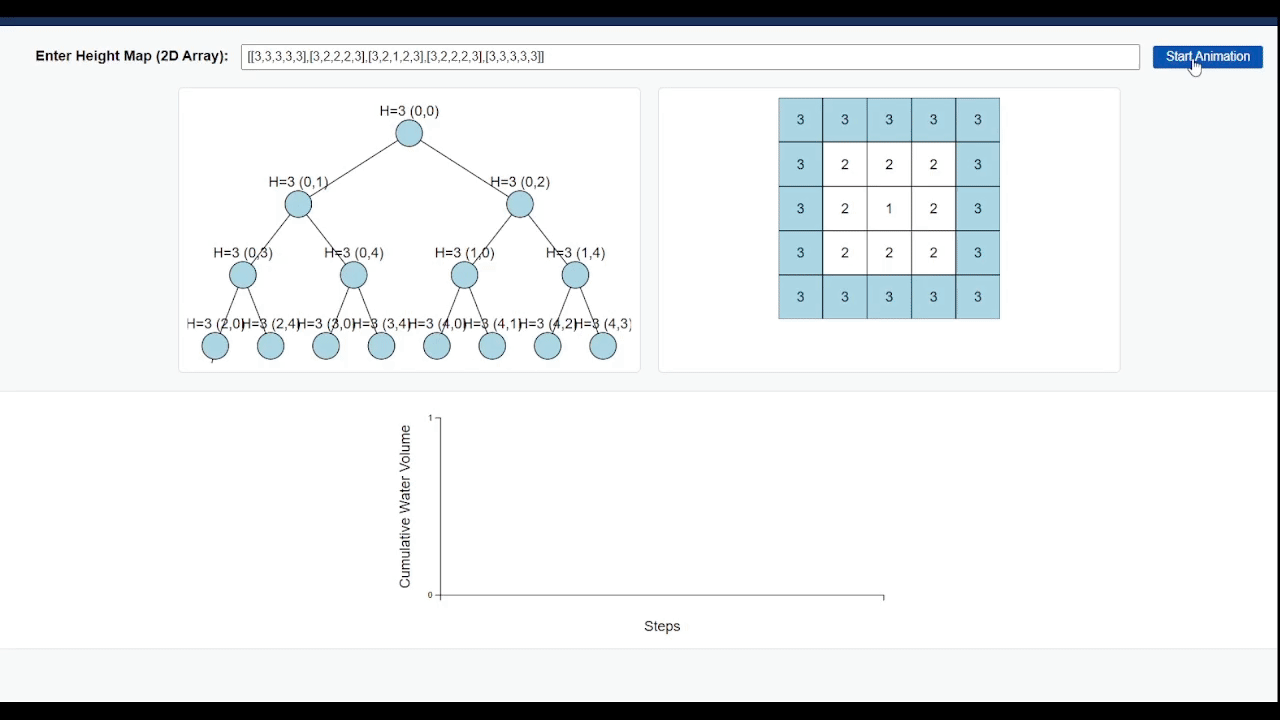 Enter Height Map (2D Array): [[3,3,3,3,3],[3,2,2,2,3],[3,2,1,2,3],[3,2,2,2,3],[3,3,3,3,3]] Start Animation
H=3 (0,0)
H=3 (0,1) H=3 (0,2)
H=3 (0,3) H=3 (0,4) H=3 (1,0) H=3 (1,4)
H=3 (2,0) H=3 (2,4) H=3 (3,0) H=3 (3,4) H=3 (4,0) H=3 (4,1) H=3 (4,2) H=3 (4,3)
3 3 3 3 3
3 2 2 2 3
3 2 1 2 3
3 2 2 2 3
3 3 3 3 3
1
Cumulative Water Volume
0
Steps